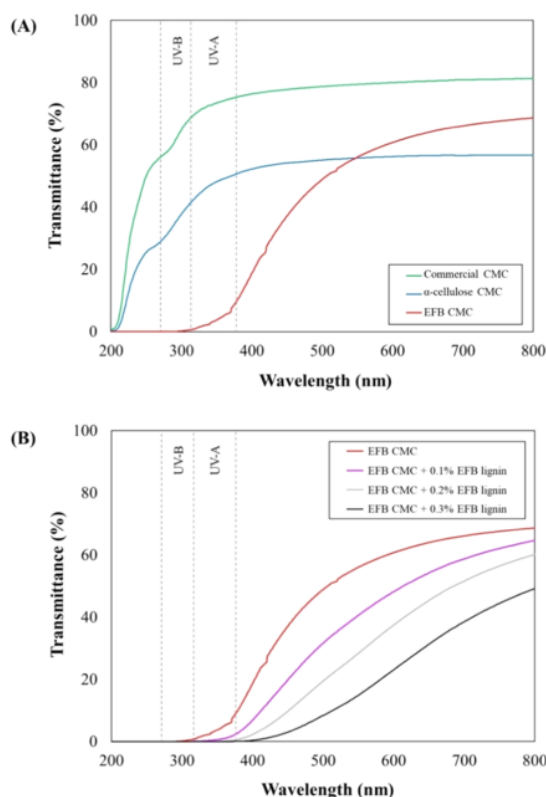 (A)
100
80
60
40
20
0
Transmittance (%)
UV-B
UV-A
Commercial CMC
α-cellulose CMC
EFB CMC
200 300 400 500 600 700 800
Wavelength (nm)
(B)
100
80
60
40
20
0
Transmittance (%)
UV-B
UV-A
EFB CMC
EFB CMC + 0.1% EFB lignin
EFB CMC + 0.2% EFB lignin
EFB CMC + 0.3% EFB lignin
200 300 400 500 600 700 800
Wavelength (nm)